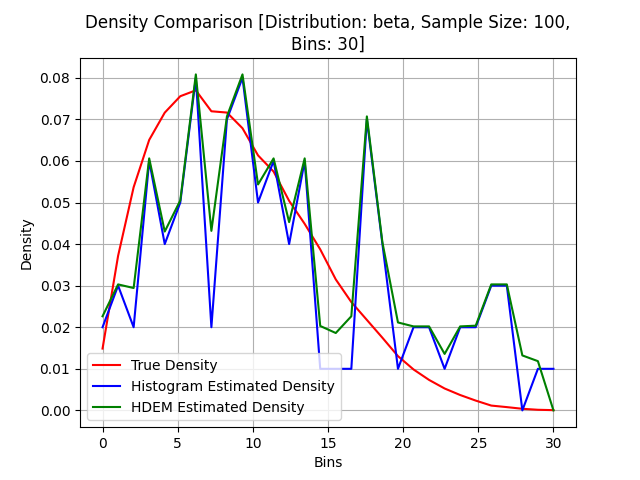 Density Comparison [Distribution: beta, Sample Size: 100,
Bins: 30]
Density
0.08
0.07
0.06
0.05
0.04
0.03
0.02
0.01
0.00
True Density
Histogram Estimated Density
HDEM Estimated Density
0 5 10 15 20 25 30
Bins